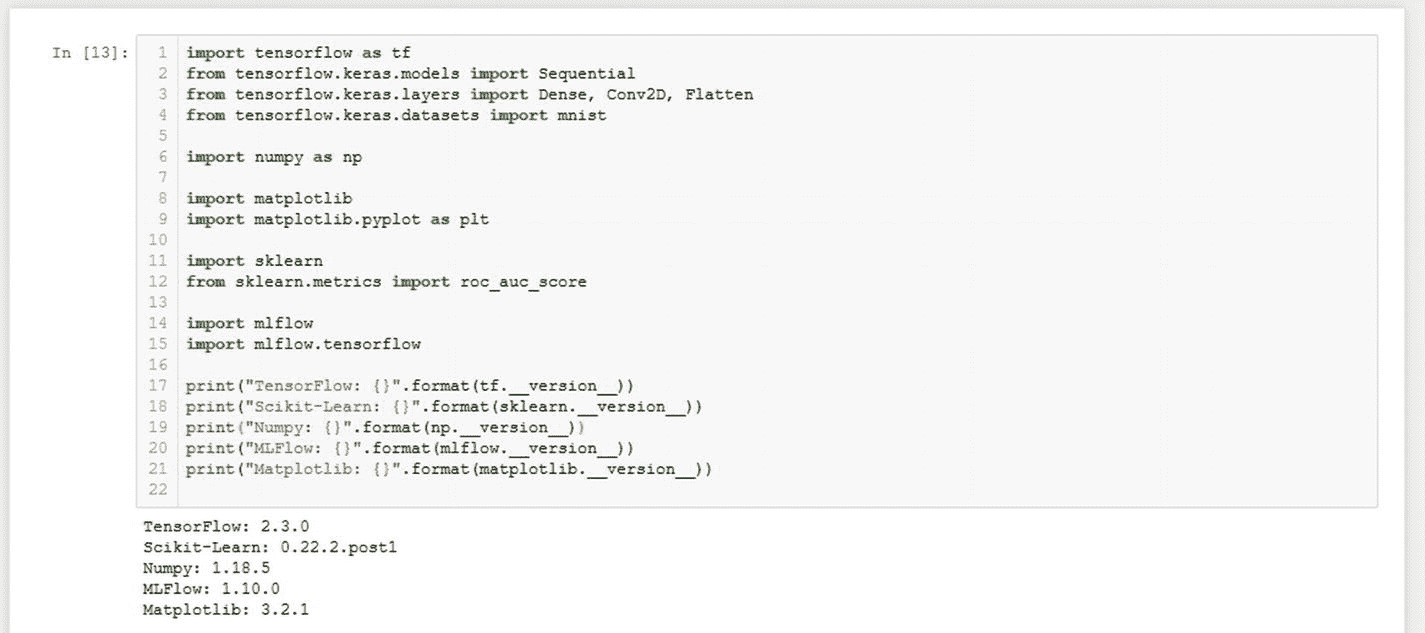 In [13]:
1 import tensorflow as tf
2 from tensorflow.keras.models import Sequential
3 from tensorflow.keras.layers import Dense, Conv2D, Flatten
4 from tensorflow.keras.datasets import mnist
5
6 import numpy as np
7
8 import matplotlib
9 import matplotlib.pyplot as plt
10
11 import sklearn
12 from sklearn.metrics import roc_auc_score
13
14 import mlflow
15 import mlflow.tensorflow
16
17 print("TensorFlow: {}".format(tf.__version__))
18 print("Scikit-Learn: {}".format(sklearn.__version__))
19 print("Numpy: {}".format(np.__version__))
20 print("MLFlow: {}".format(mlflow.__version__))
21 print("Matplotlib: {}".format(matplotlib.__version__))
22
TensorFlow: 2.3.0
Scikit-Learn: 0.22.2.post1
Numpy: 1.18.5
MLFlow: 1.10.0
Matplotlib: 3.2.1